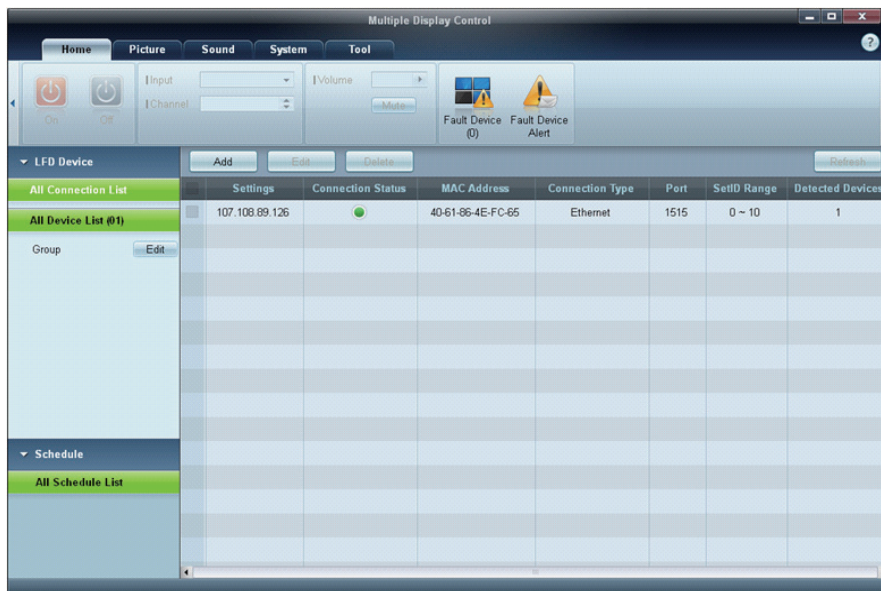 Multiple Display Control
Home Picture Sound System Tool
?
Input
Channel
Volume
Mute
On Off
Fault Device (0)
Fault Device Alert
LFD Device
Add Edit Delete Refresh
All Connection List
Settings Connection Status MAC Address Connection Type Port SetID Range Detected Devices
All Device List (01)
107.108.89.126 40-61-86-4E-FC-65 Ethernet 1515 0 ~ 10 1
Group Edit
Schedule
All Schedule List